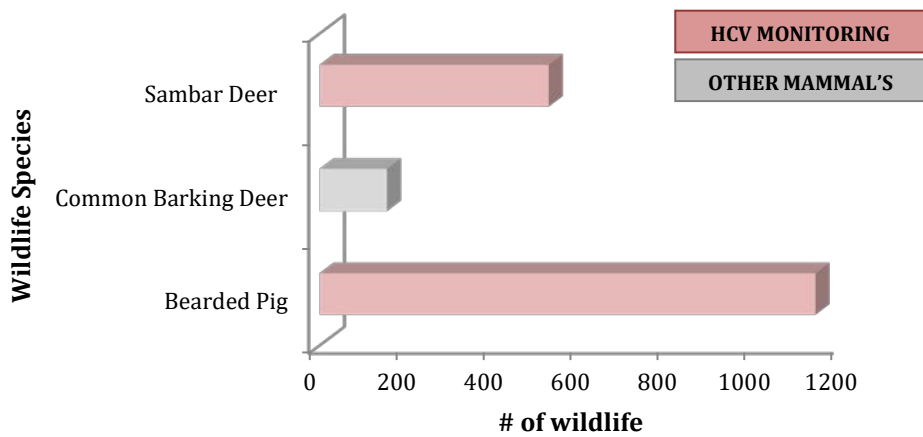 HCV MONITORING
OTHER MAMMAL'S
Wildlife Species
Sambar Deer
Common Barking Deer
Bearded Pig
0 200 400 600 800 1000 1200
# of wildlife